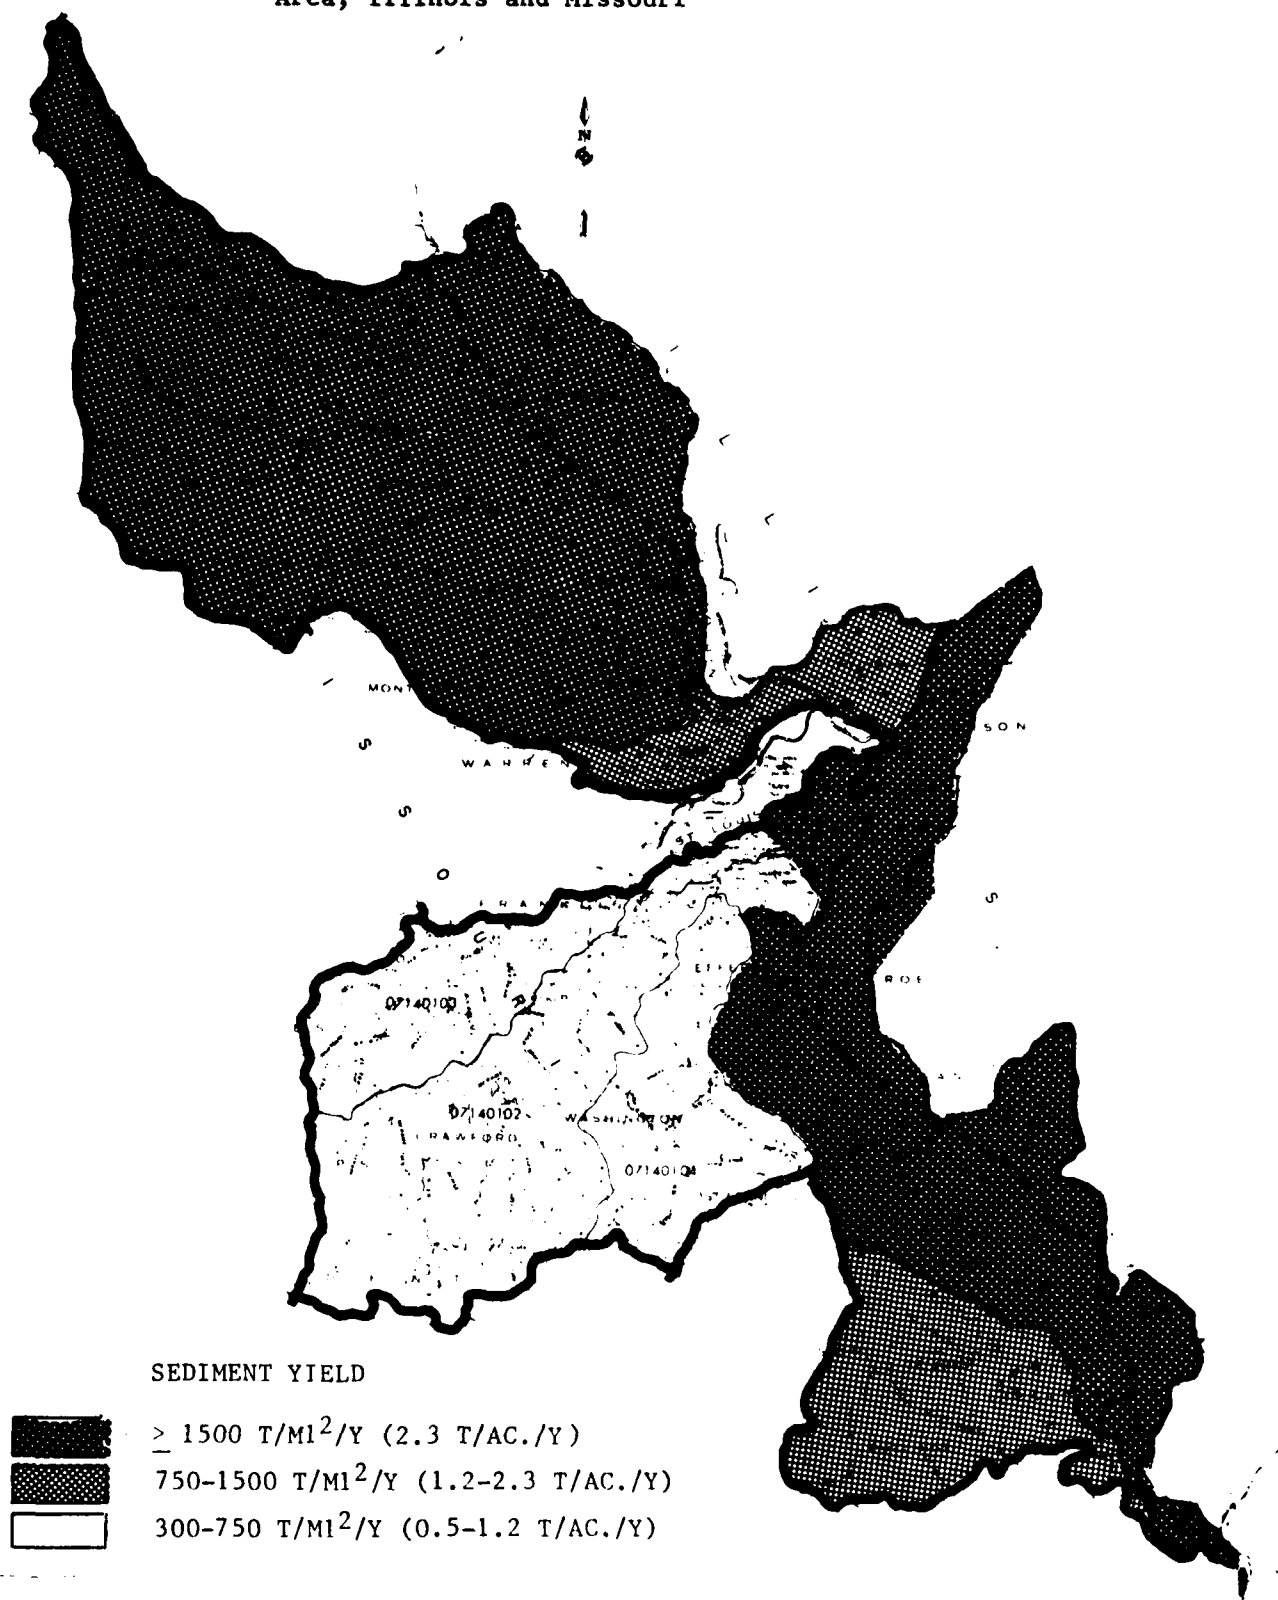 Area, Illinois and Missouri
N
MONT
SON
WARREN
S
S
O
ST. LOUIS
FRANKLIN
S
ROE
07140103
07140102
WASHINGTON
CRAWFORD
07140104
SEDIMENT YIELD
≥ 1500 T/MI²/Y (2.3 T/AC./Y)
750-1500 T/MI²/Y (1.2-2.3 T/AC./Y)
300-750 T/MI²/Y (0.5-1.2 T/AC./Y)